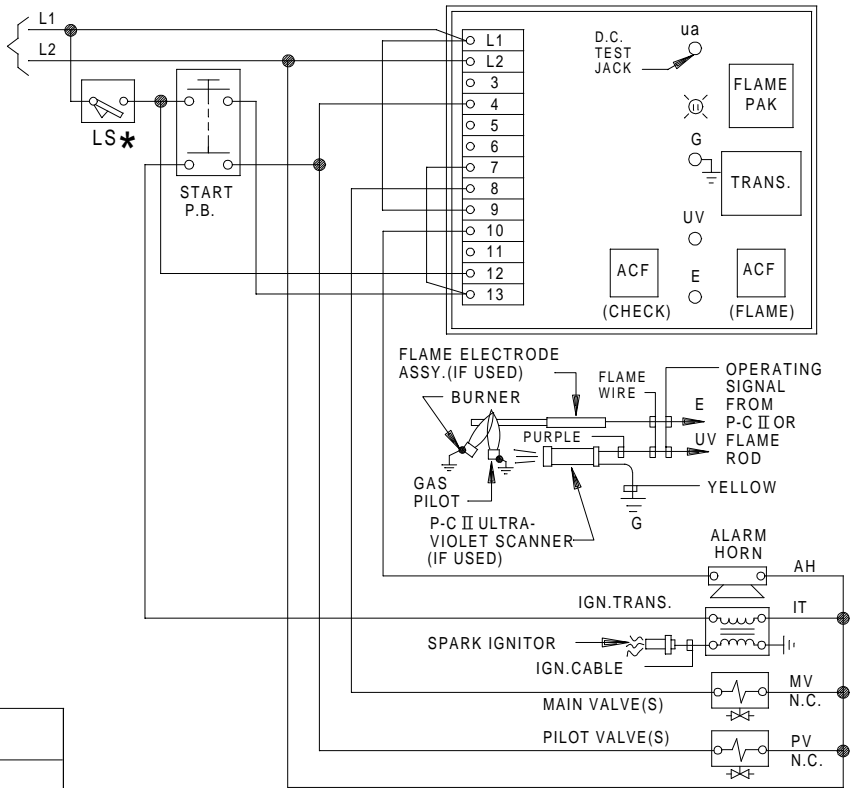 L1
L2
LS*
START
P.B.
L1
L2
3
4
5
6
7
8
9
10
11
12
13
D.C.
TEST
JACK
ua
FLAME
PAK
G
TRANS.
UV
E
ACF
(CHECK)
ACF
(FLAME)
FLAME ELECTRODE
ASSY.(IF USED)
BURNER
FLAME
WIRE
OPERATING
SIGNAL
FROM
P-C II OR
FLAME
ROD
E
UV
PURPLE
GAS
PILOT
YELLOW
G
P-C II ULTRA-
VIOLET SCANNER
(IF USED)
ALARM
HORN
AH
IGN.TRANS.
IT
SPARK IGNITOR
IGN.CABLE
MAIN VALVE(S)
MV
N.C.
PILOT VALVE(S)
PV
N.C.